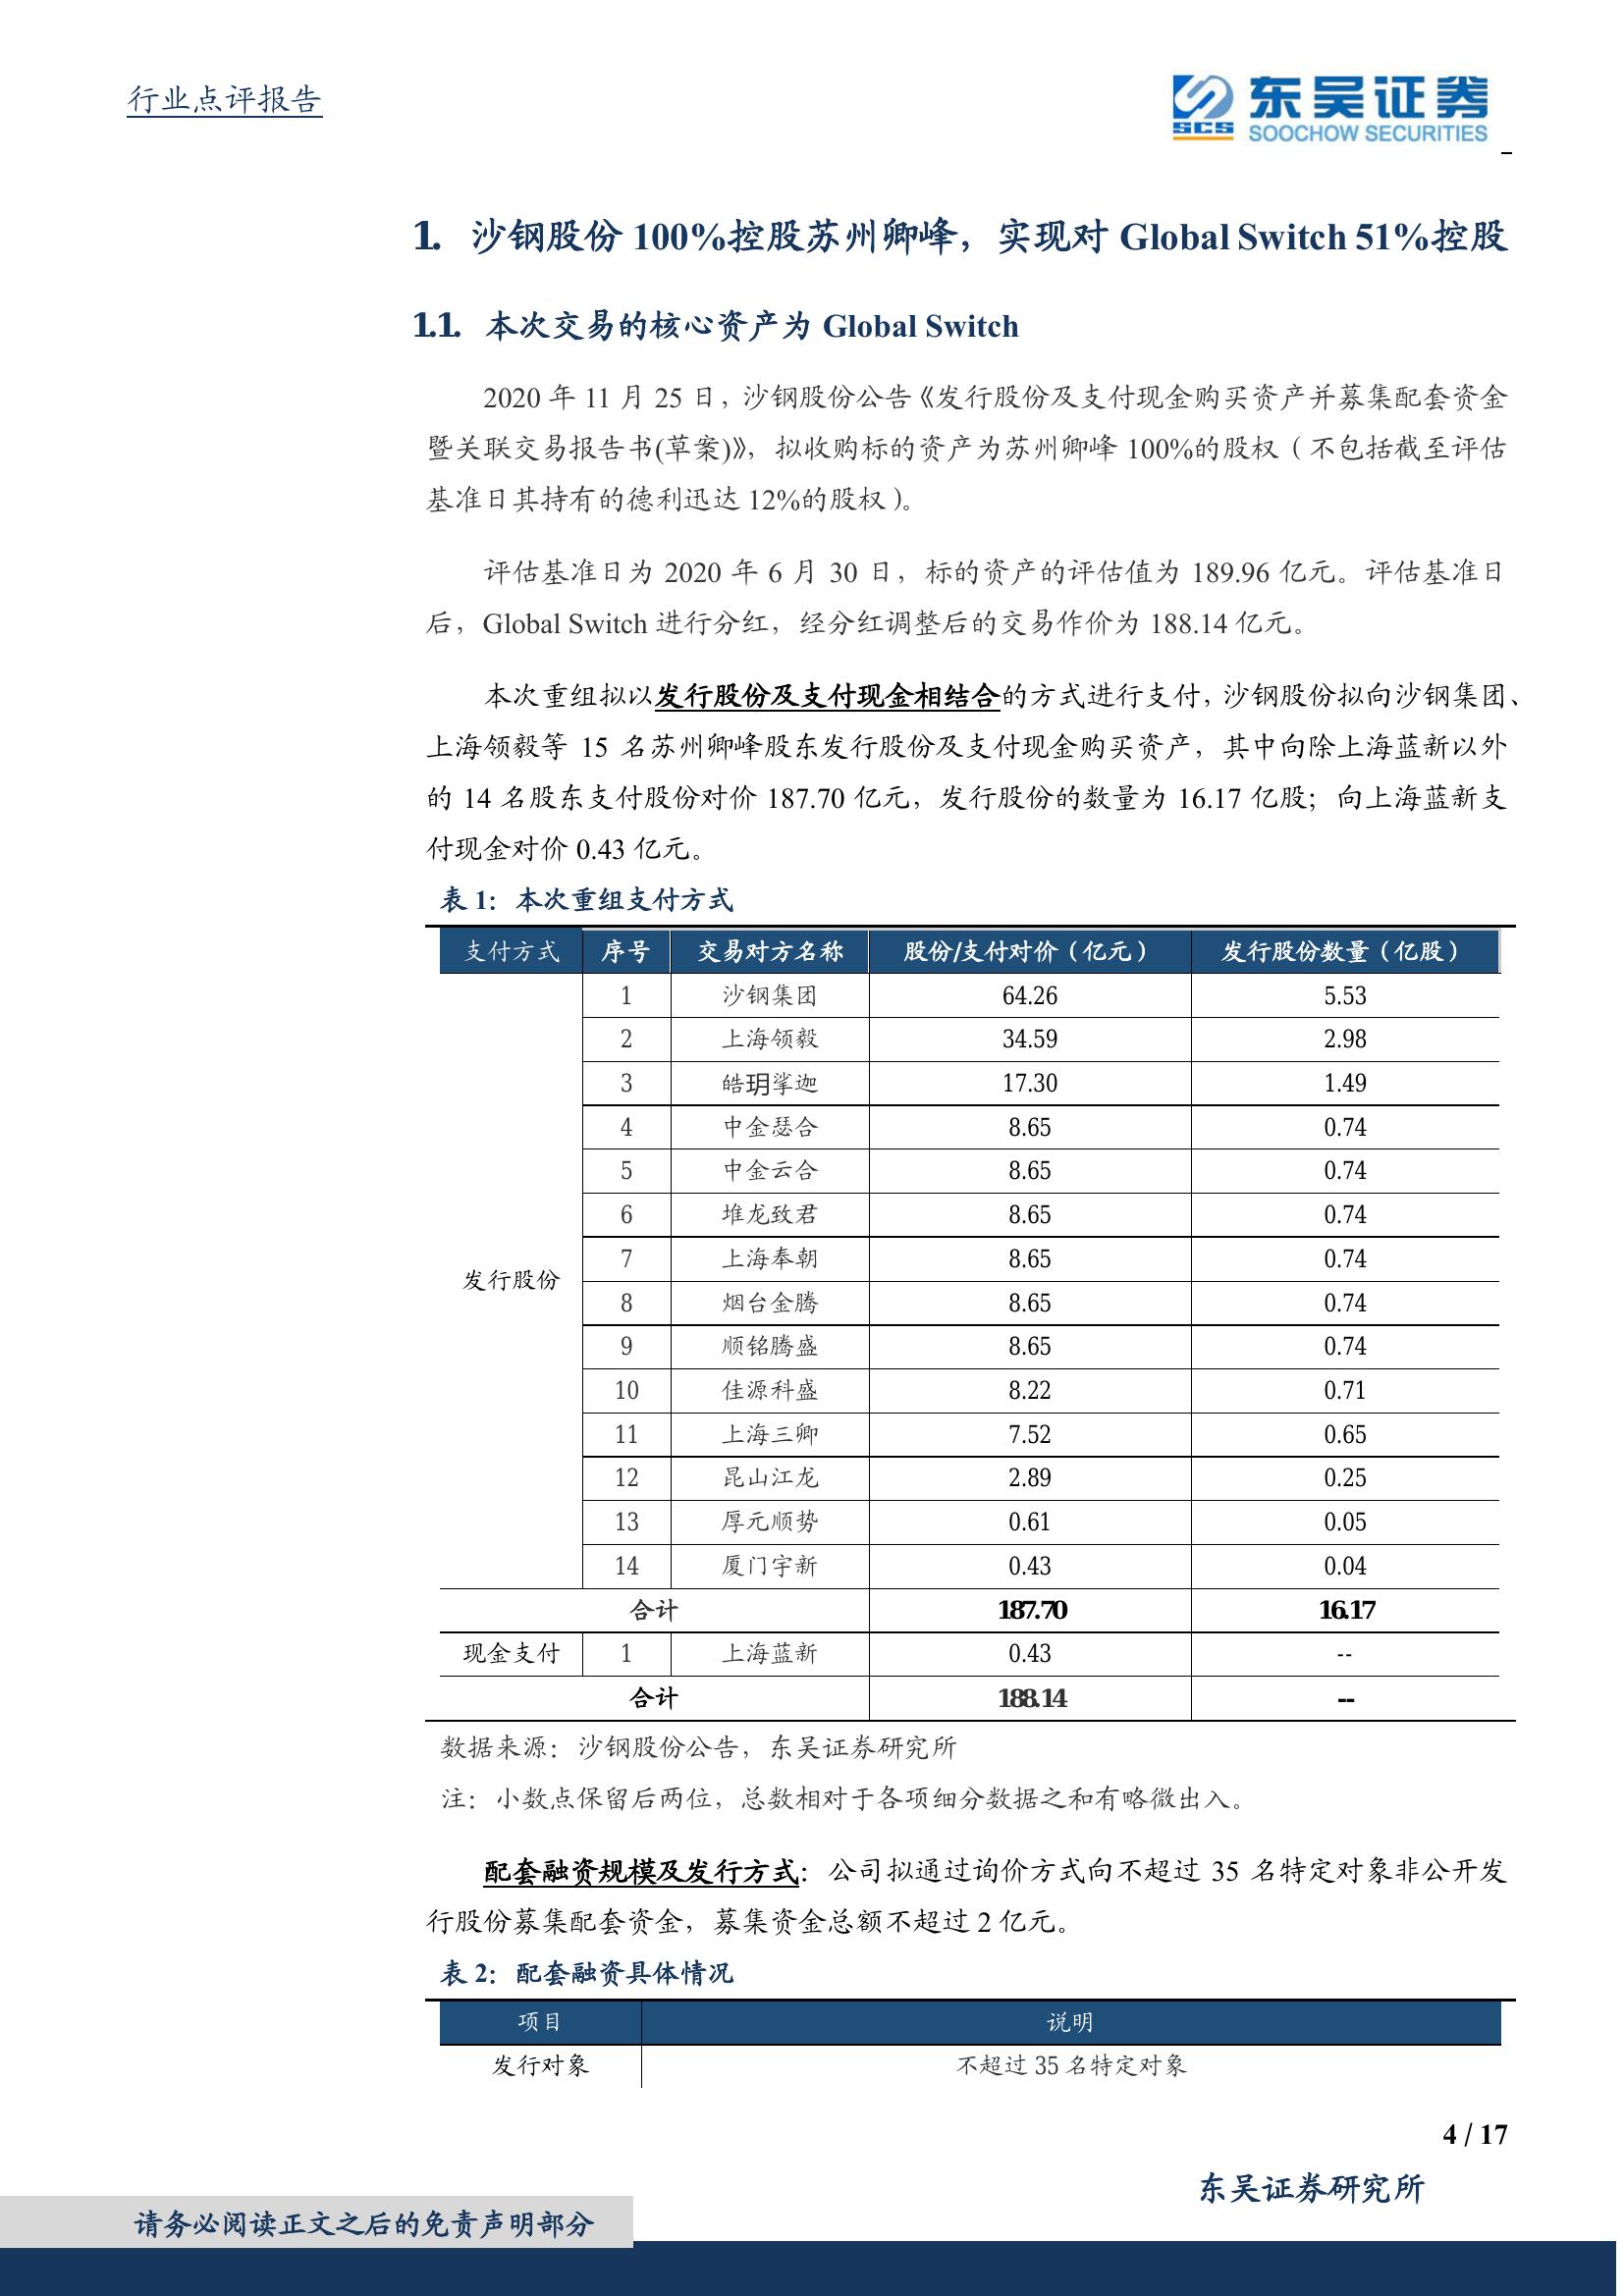 行业点评报告
东吴证券
SCS
SOOCHOW SECURITIES
1. 沙钢股份 100%控股苏州卿峰，实现对 Global Switch 51%控股
1.1. 本次交易的核心资产为 Global Switch
2020 年 11 月 25 日，沙钢股份公告《发行股份及支付现金购买资产并募集配套资金
暨关联交易报告书(草案)》，拟收购标的资产为苏州卿峰 100%的股权（不包括截至评估
基准日其持有的德利迅达 12%的股权）。
评估基准日为 2020 年 6 月 30 日，标的资产的评估值为 189.96 亿元。评估基准日
后，Global Switch 进行分红，经分红调整后的交易作价为 188.14 亿元。
本次重组拟以发行股份及支付现金相结合的方式进行支付，沙钢股份拟向沙钢集团、
上海领毅等 15 名苏州卿峰股东发行股份及支付现金购买资产，其中向除上海蓝新以外
的 14 名股东支付股份对价 187.70 亿元，发行股份的数量为 16.17 亿股；向上海蓝新支
付现金对价 0.43 亿元。
表 1：本次重组支付方式
支付方式 序号 交易对方名称 股份/支付对价（亿元） 发行股份数量（亿股）
1 沙钢集团 64.26 5.53
2 上海领毅 34.59 2.98
3 皓玥挲迦 17.30 1.49
4 中金瑟合 8.65 0.74
5 中金云合 8.65 0.74
6 堆龙致君 8.65 0.74
7 上海奉朝 8.65 0.74
发行股份
8 烟台金腾 8.65 0.74
9 顺铭腾盛 8.65 0.74
10 佳源科盛 8.22 0.71
11 上海三卿 7.52 0.65
12 昆山江龙 2.89 0.25
13 厚元顺势 0.61 0.05
14 厦门宇新 0.43 0.04
合计 187.70 16.17
现金支付 1 上海蓝新 0.43 --
合计 188.14 --
数据来源：沙钢股份公告，东吴证券研究所
注：小数点保留后两位，总数相对于各项细分数据之和有略微出入。
配套融资规模及发行方式：公司拟通过询价方式向不超过 35 名特定对象非公开发
行股份募集配套资金，募集资金总额不超过 2 亿元。
表 2：配套融资具体情况
项目 说明
发行对象 不超过 35 名特定对象
4 / 17
东吴证券研究所
请务必阅读正文之后的免责声明部分